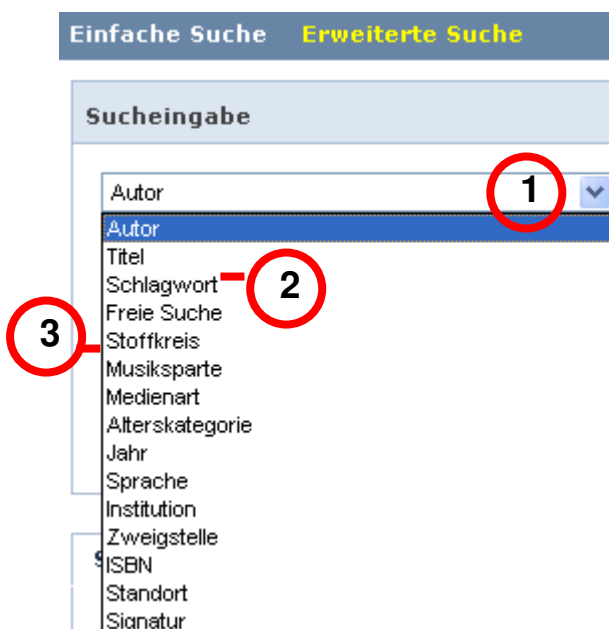 Einfache Suche Erweiterte Suche
Sucheingabe
Autor 1
Autor
Titel
Schlagwort 2
Freie Suche
3 Stoffkreis
Musiksparte
Medienart
Alterskategorie
Jahr
Sprache
Institution
Zweigstelle
ISBN
Standort
Signatur